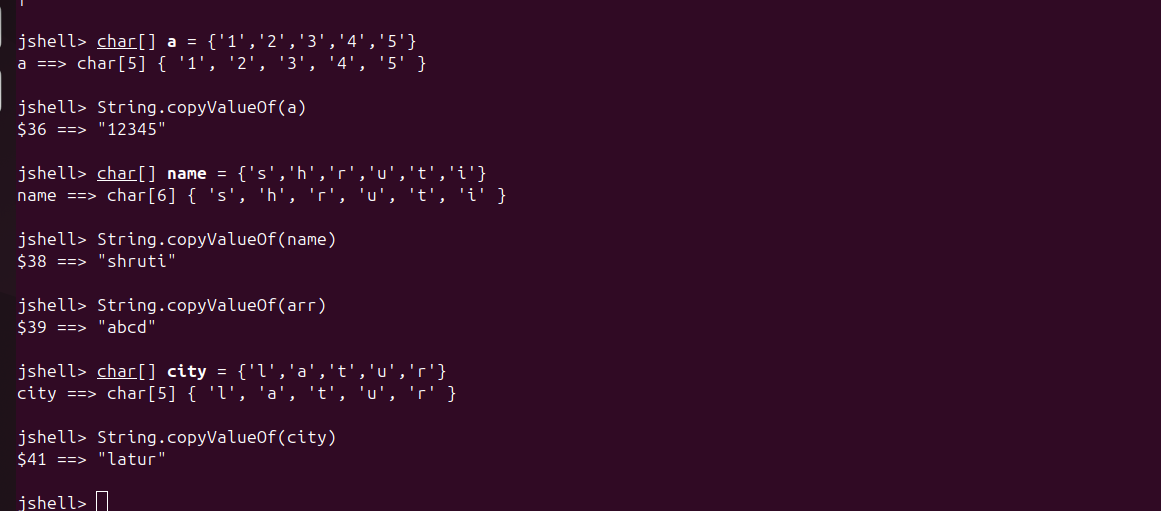 jshell> char[] a = {'1','2','3','4','5'}
a ==> char[5] { '1', '2', '3', '4', '5' }
jshell> String.copyValueOf(a)
$36 ==> "12345"
jshell> char[] name = {'s','h','r','u','t','i'}
name ==> char[6] { 's', 'h', 'r', 'u', 't', 'i' }
jshell> String.copyValueOf(name)
$38 ==> "shruti"
jshell> String.copyValueOf(arr)
$39 ==> "abcd"
jshell> char[] city = {'l','a','t','u','r'}
city ==> char[5] { 'l', 'a', 't', 'u', 'r' }
jshell> String.copyValueOf(city)
$41 ==> "latur"
jshell>